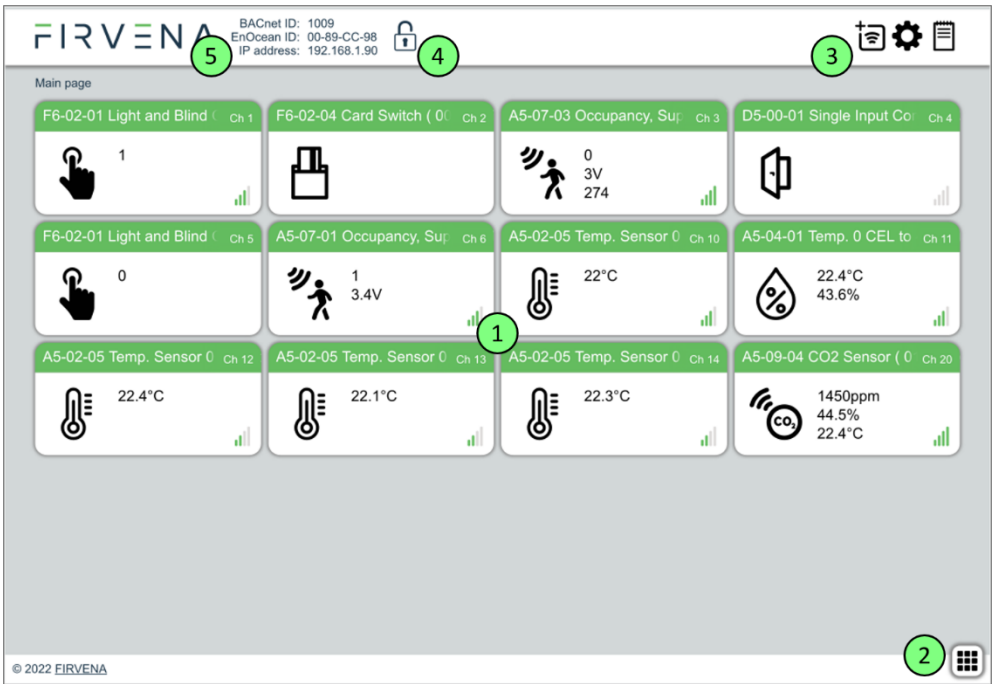 FIRVENA
BACnet ID: 1009
EnOcean ID: 00-89-CC-98
IP address: 192.168.1.90
5
4
3
Main page
F6-02-01 Light and Blind Ch 1
1
F6-02-04 Card Switch ( Ch 2
A5-07-03 Occupancy, Sup Ch 3
0
3V
274
D5-00-01 Single Input Ch 4
F6-02-01 Light and Blind Ch 5
0
A5-07-01 Occupancy, Sup Ch 6
1
3.4V
A5-02-05 Temp. Sensor 0 Ch 10
22°C
A5-04-01 Temp. 0 CEL to Ch 11
22.4°C
43.6%
1
A5-02-05 Temp. Sensor 0 Ch 12
22.4°C
A5-02-05 Temp. Sensor 0 Ch 13
22.1°C
A5-02-05 Temp. Sensor 0 Ch 14
22.3°C
A5-09-04 CO2 Sensor ( 0 Ch 20
CO₂
1450ppm
44.5%
22.4°C
2
© 2022 FIRVENA